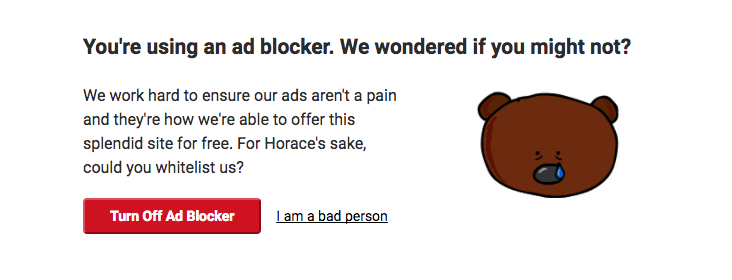 You're using an ad blocker. We wondered if you might not?
We work hard to ensure our ads aren't a pain
and they're how we're able to offer this
splendid site for free. For Horace's sake,
could you whitelist us?
Turn Off Ad Blocker
I am a bad person